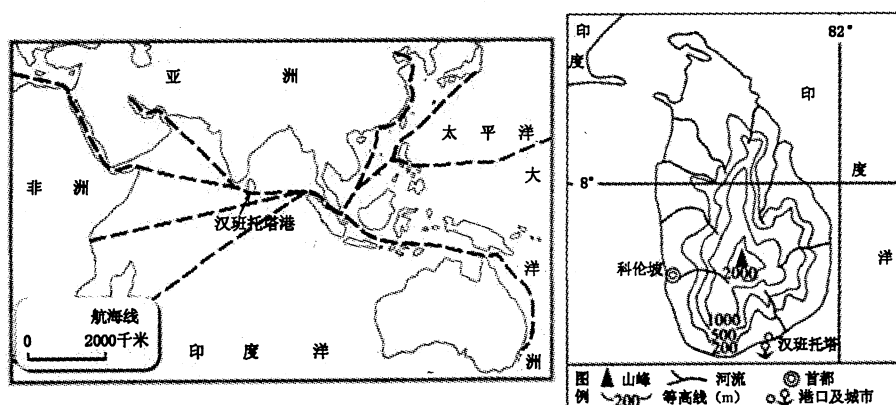 亚 洲
太 平 洋
非 洲
大
洋
洲
汉班托塔港
航海线
0 2000千米
印 度 洋
印
度
82°
印
度
洋
8°
科伦坡
2000
1000
500
200
汉班托塔
图 山峰 河流 首都
例 200 等高线(m) 港口及城市